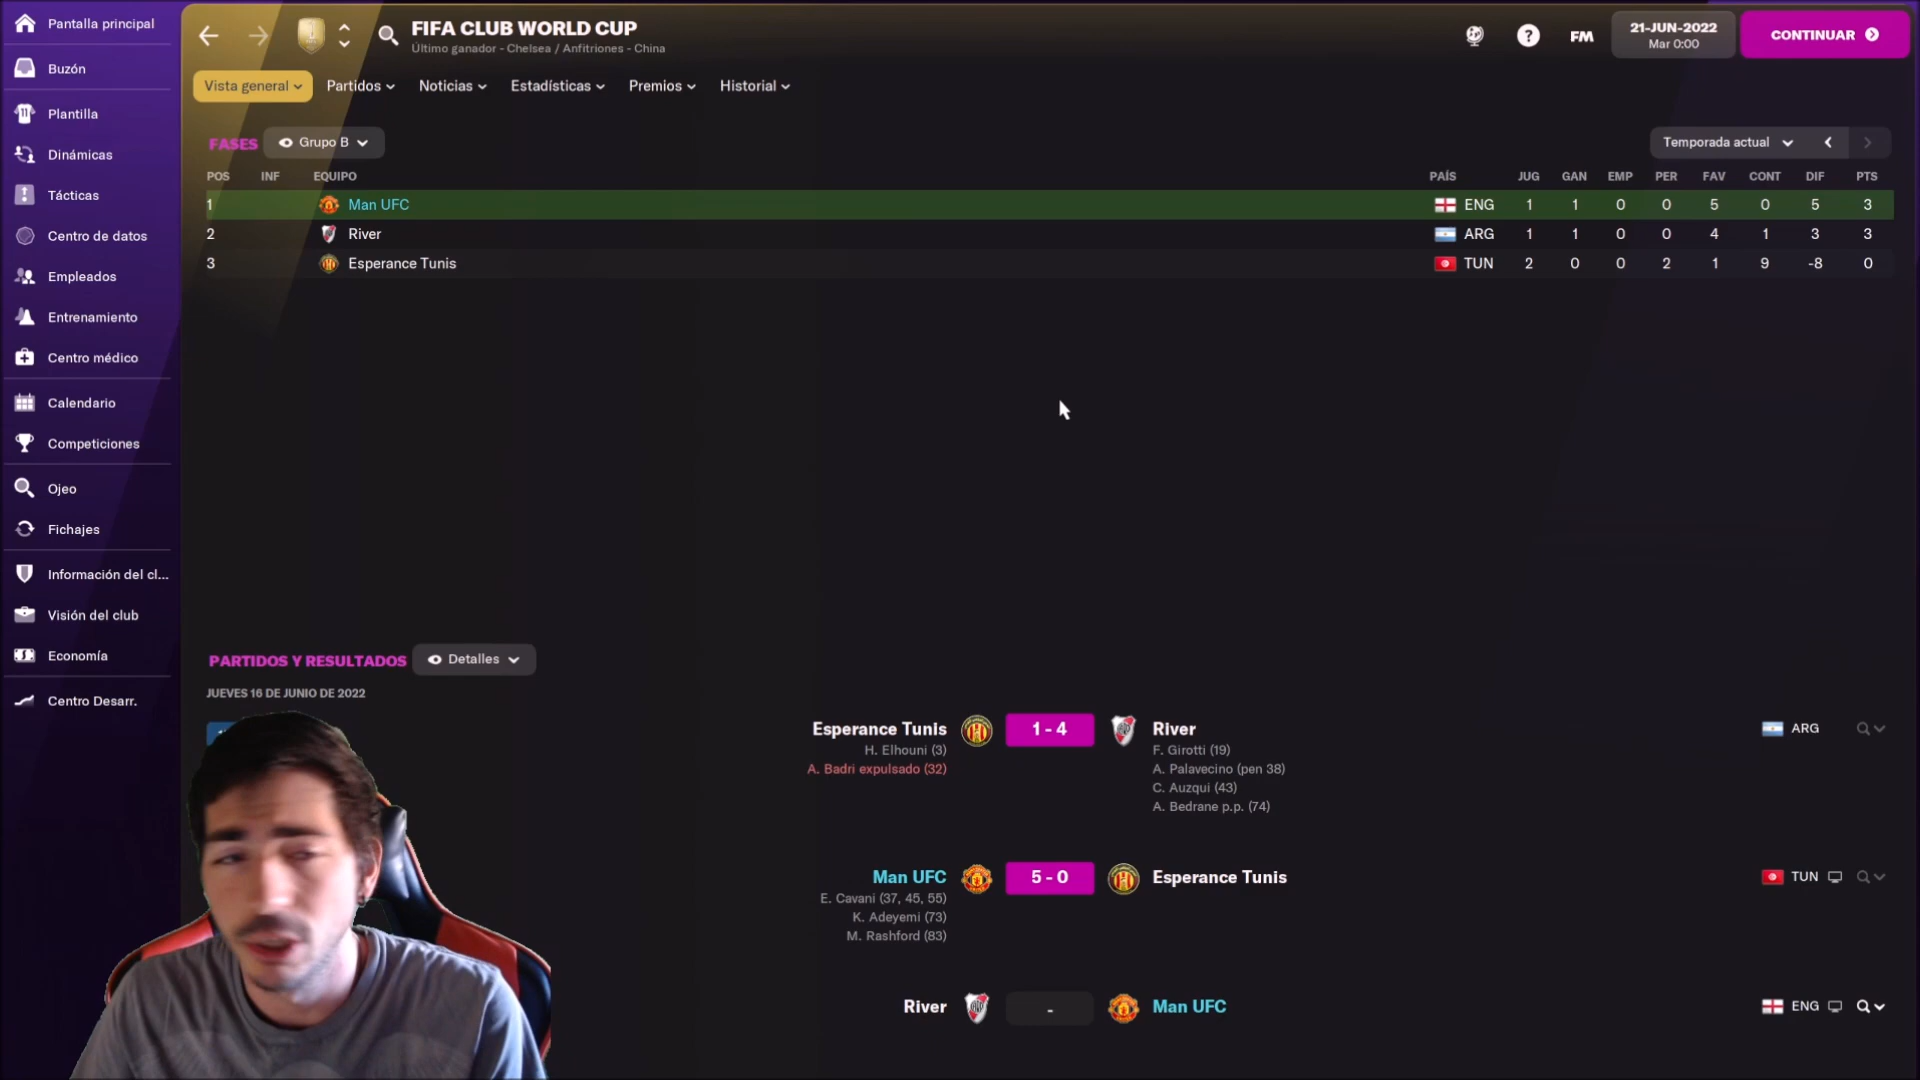 Pantalla principal
Buzón
Plantilla
Dinámicas
Tácticas
Centro de datos
Empleados
Entrenamiento
Centro médico
Calendario
Competiciones
Ojeo
Fichajes
Información del cl...
Visión del club
Economía
Centro Desarr.
FIFA CLUB WORLD CUP
Último ganador - Chelsea / Anfitriones - China
? FM 21-JUN-2022
Mar 0:00
CONTINUAR
Vista general Partidos Noticias Estadísticas Premios Historial
FASES Grupo B Temporada actual
POS INF EQUIPO PAÍS JUG GAN EMP PER FAV CONT DIF PTS
1 Man UFC ENG 1 1 0 0 5 0 5 3
2 River ARG 1 1 0 0 4 1 3 3
3 Esperance Tunis TUN 2 0 0 2 1 9 -8 0
PARTIDOS Y RESULTADOS Detalles
JUEVES 16 DE JUNIO DE 2022
Esperance Tunis 1 - 4 River ARG
H. Elhouni (3) F. Girotti (19)
A. Badri expulsado (32) A. Palavecino (pen 38)
C. Auzqui (43)
A. Bedrane p.p. (74)
Man UFC 5 - 0 Esperance Tunis TUN
E. Cavani (37, 45, 55)
K. Adeyemi (73)
M. Rashford (83)
River - Man UFC ENG